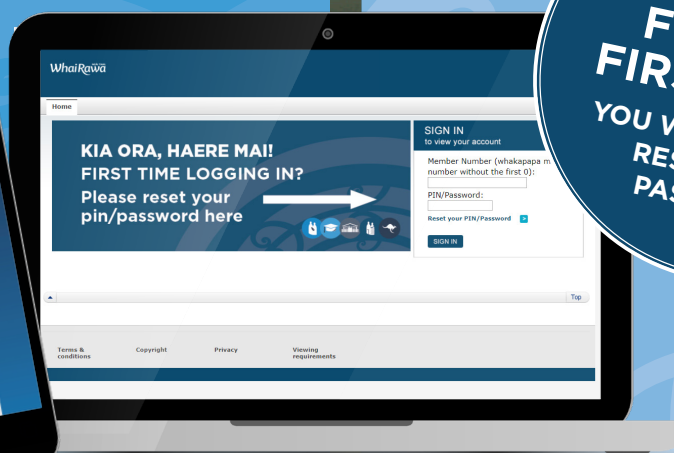 WhaiRawa
Home
KIA ORA, HAERE MAI!
FIRST TIME LOGGING IN?
Please reset your
pin/password here
SIGN IN
to view your account
Member Number (whakapapa m
number without the first 0):
PIN/Password:
Reset your PIN/Password
SIGN IN
Top
Terms &
conditions
Copyright
Privacy
Viewing
requirements
F
FIRS
YOU
RES
PAS